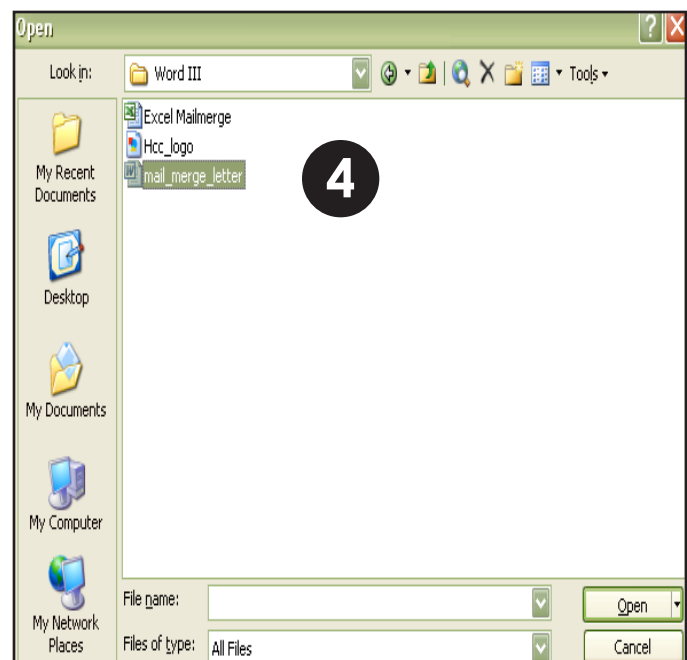 Open
Look in:
Word III
Tools
Excel Mailmerge
Hcc_logo
mail_merge_letter
4
My Recent
Documents
Desktop
My Documents
My Computer
My Network
Places
File name:
Open
Files of type:
All Files
Cancel